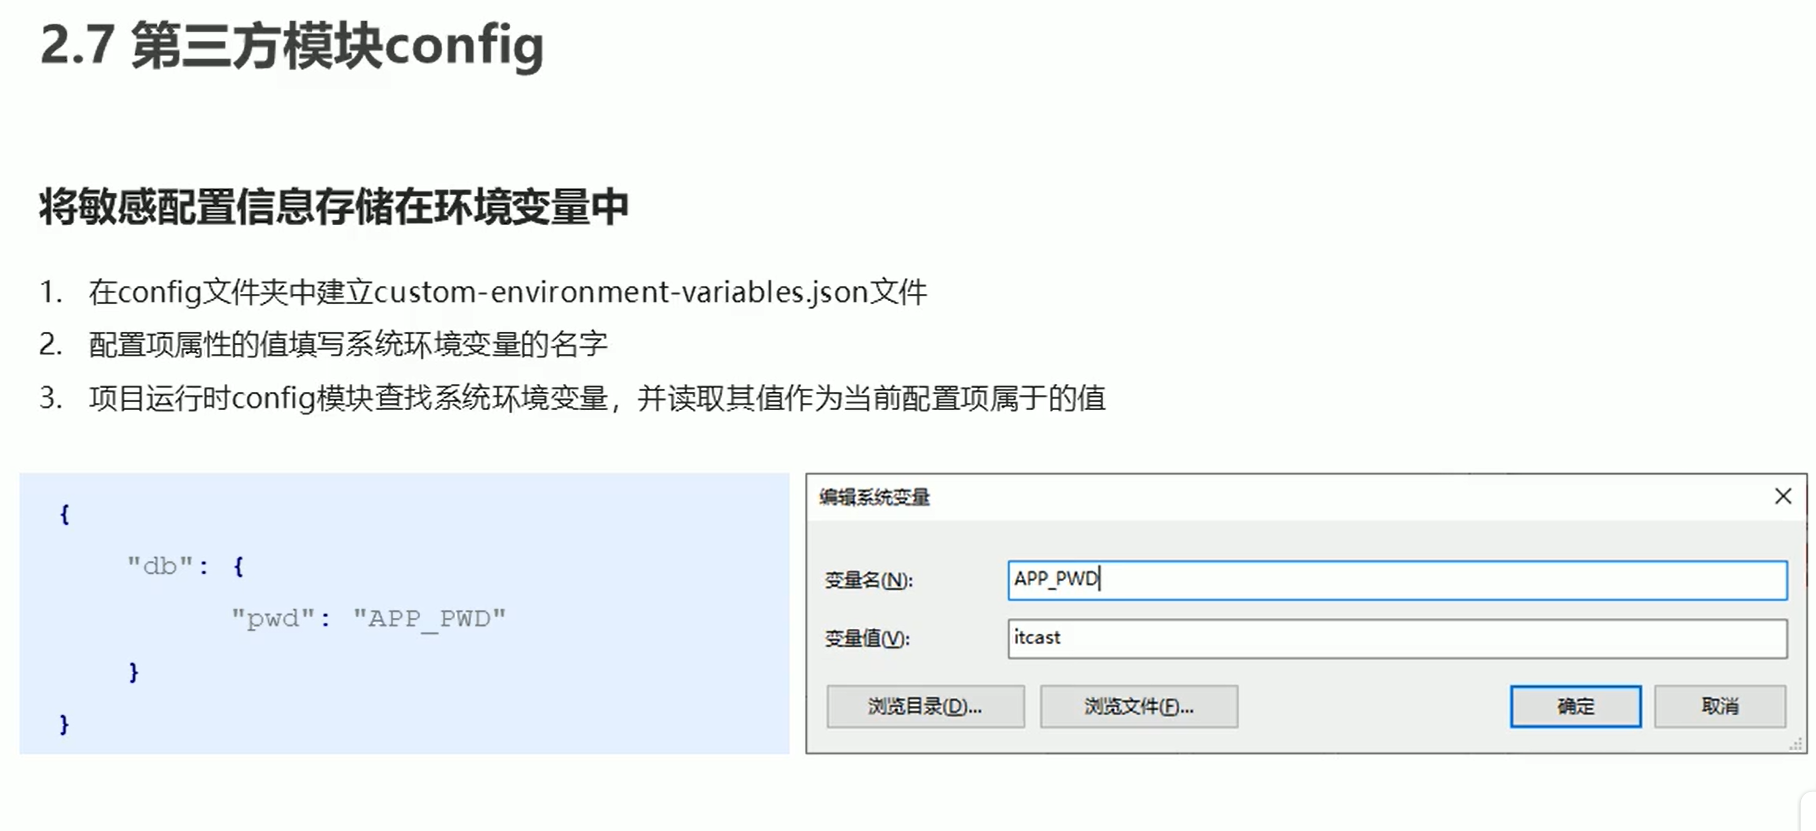 2.7 第三方模块config
将敏感配置信息存储在环境变量中
1. 在config文件夹中建立custom-environment-variables.json文件
2. 配置项属性的值填写系统环境变量的名字
3. 项目运行时config模块查找系统环境变量，并读取其值作为当前配置项属于的值
{
"db": {
"pwd": "APP_PWD"
}
}
编辑系统变量
变量名(N):
APP_PWD
变量值(V):
itcast
浏览目录(D)...
浏览文件(F)...
确定
取消